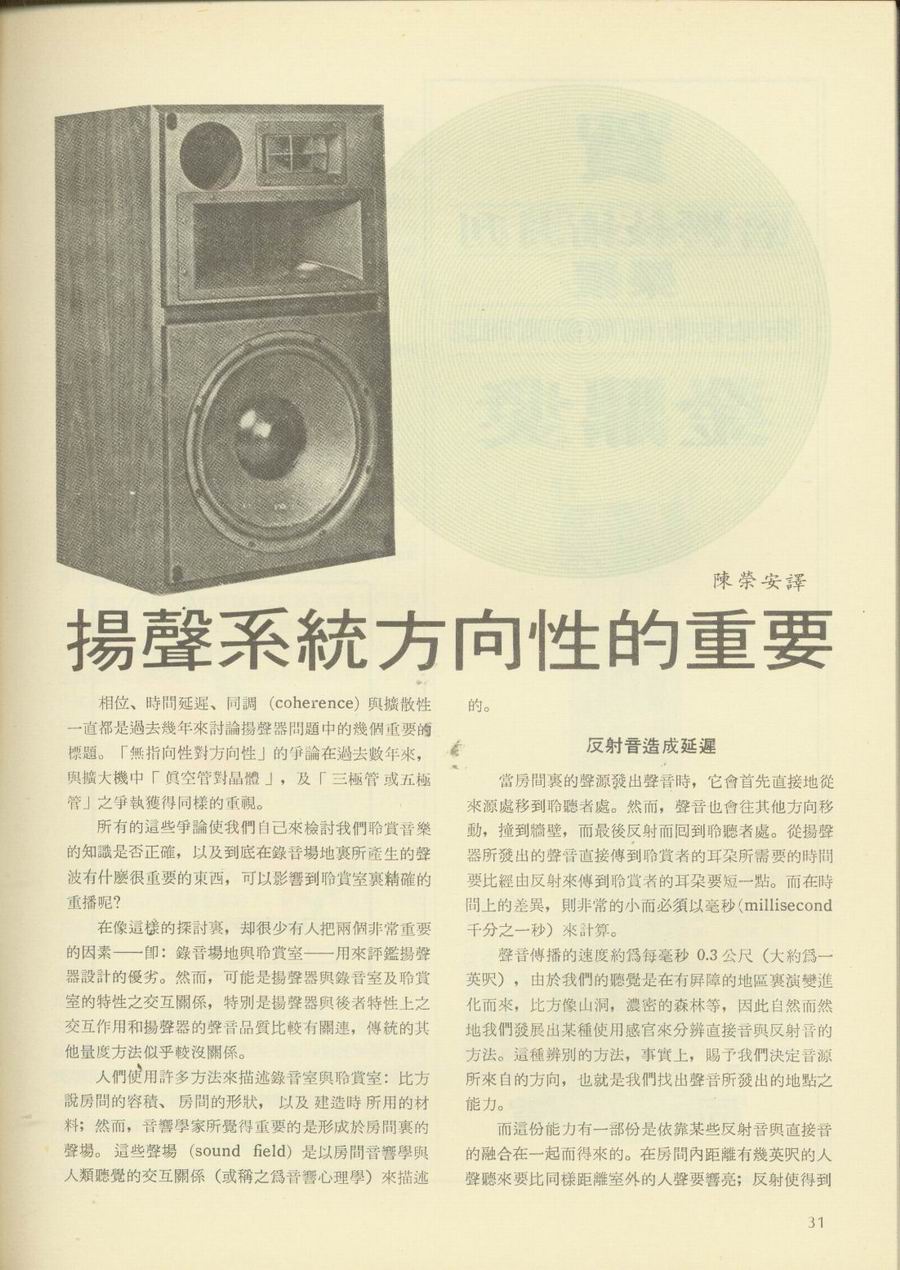 陳榮安譯
揚聲系統方向性的重要
相位、時間延遲、同調（coherence）與擴散性
一直都是過去幾年來討論揚聲器問題中的幾個重要的
標題。「無指向性對方向性」的爭論在過去數年來，
與擴大機中「眞空管對晶體」，及「三極管或五極
管」之爭執獲得同樣的重視。
所有的這些爭論使我們自己來檢討我們聆賞音樂
的知識是否正確，以及到底在錄音場地裏所產生的聲
波有什麼很重要的東西，可以影響到聆賞室裏精確的
重播呢？
在像這樣的探討裏，却很少有人把兩個非常重要
的因素——卽：錄音場地與聆賞室——用來評鑑揚聲
器設計的優劣。然而，可能是揚聲器與錄音室及聆賞
室的特性之交互關係，特別是揚聲器與後者特性上之
交互作用和揚聲器的聲音品質比較有關連，傳統的其
他量度方法似乎較沒關係。
人們使用許多方法來描述錄音室與聆賞室：比方
說房間的容積、房間的形狀，以及建造時所用的材
料；然而，音響學家所覺得重要的是形成於房間裏的
聲場。這些聲場（sound field）是以房間音響學與
人類聽覺的交互關係（或稱之爲音響心理學）來描述
的。
反射音造成延遲
當房間裏的聲源發出聲音時，它會首先直接地從
來源處移到聆聽者處。然而，聲音也會往其他方向移
動，撞到牆壁，而最後反射而回到聆聽者處。從揚聲
器所發出的聲音直接傳到聆賞者的耳朶所需要的時間
要比經由反射來傳到聆賞者的耳朶要短一點。而在時
間上的差異，則非常的小而必須以毫秒（millisecond
千分之一秒）來計算。
聲音傳播的速度約爲每毫秒 0.3 公尺（大約爲一
英呎），由於我們的聽覺是在有屛障的地區裏演變進
化而來，比方像山洞，濃密的森林等，因此自然而然
地我們發展出某種使用感官來分辨直接音與反射音的
方法。這種辨別的方法，事實上，賜予我們決定音源
所來自的方向，也就是我們找出聲音所發出的地點之
能力。
而這份能力有一部份是依靠某些反射音與直接音
的融合在一起而得來的。在房間內距離有幾英呎的人
聲聽來要比同樣距離室外的人聲要響亮；反射使得到
31